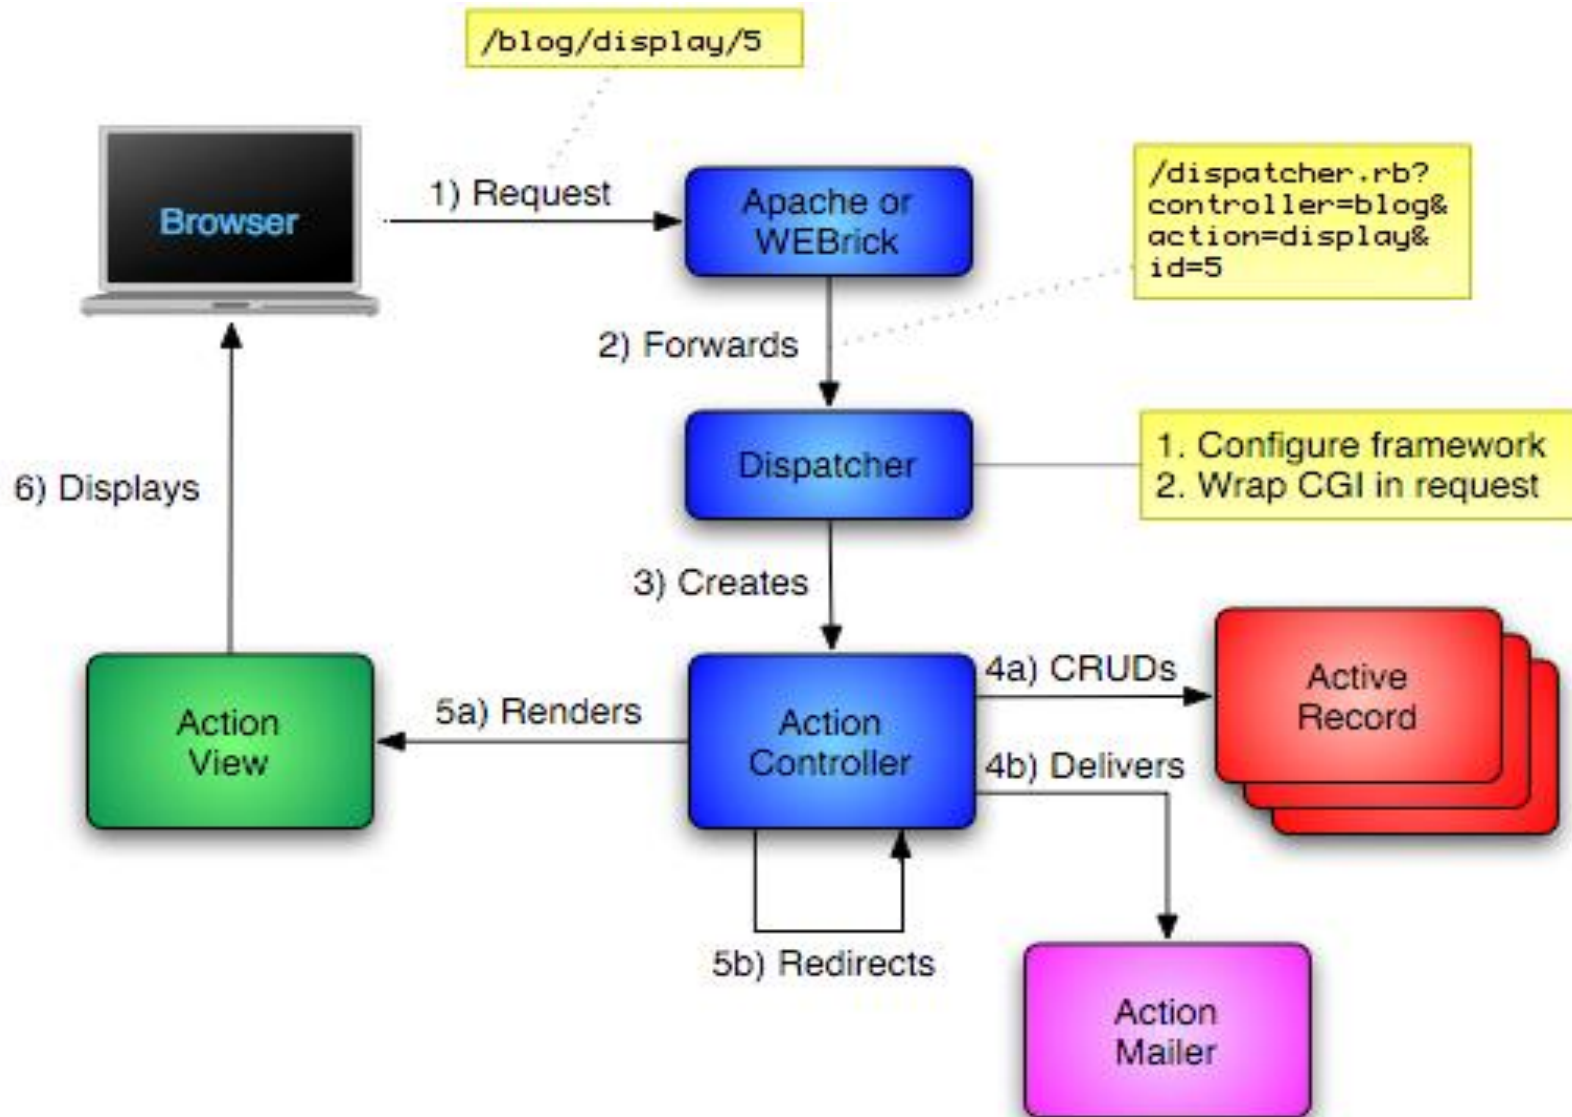 /blog/display/5
Browser
1) Request
Apache or
WEBrick
/dispatcher.rb?
controller=blog&
action=display&
id=5
2) Forwards
Dispatcher
1. Configure framework
2. Wrap CGI in request
6) Displays
3) Creates
Action
View
5a) Renders
Action
Controller
4a) CRUDs
Active
Record
4b) Delivers
5b) Redirects
Action
Mailer